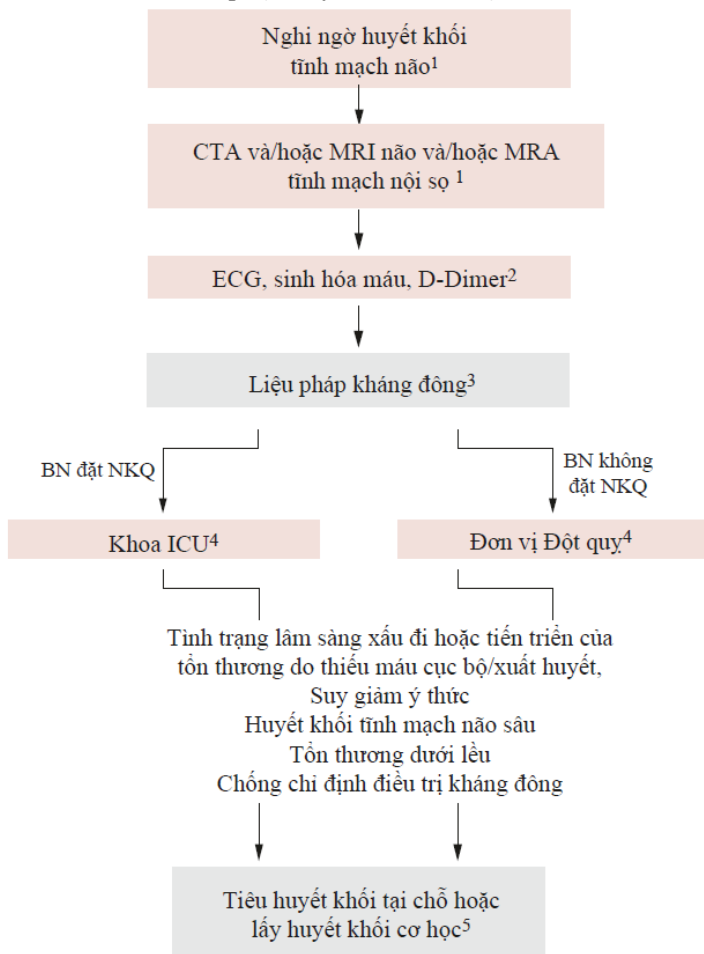 Nghi ngờ huyết khối
tĩnh mạch não1
CTA và/hoặc MRI não và/hoặc MRA
tĩnh mạch nội sọ 1
ECG, sinh hóa máu, D-Dimer2
Liệu pháp kháng đông3
BN đặt NKQ
BN không
đặt NKQ
Khoa ICU4
Đơn vị Đột quỵ4
Tình trạng lâm sàng xấu đi hoặc tiến triển của
tổn thương do thiếu máu cục bộ/xuất huyết,
Suy giảm ý thức
Huyết khối tĩnh mạch não sâu
Tổn thương dưới lều
Chống chỉ định điều trị kháng đông
Tiêu huyết khối tại chỗ hoặc
lấy huyết khối cơ học5